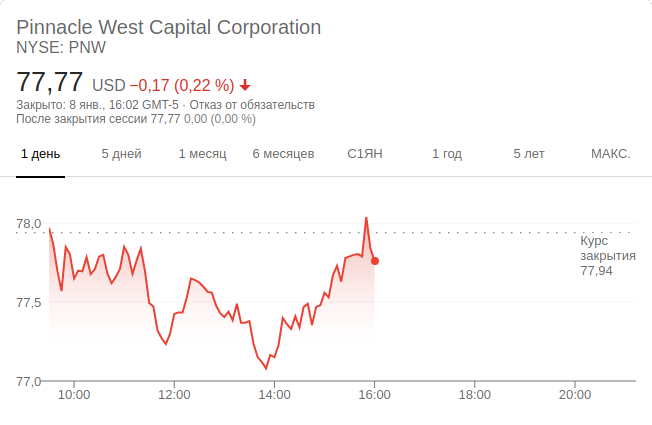 Pinnacle West Capital Corporation
NYSE: PNW
77,77 USD −0,17 (0,22 %)
Закрыто: 8 янв., 16:02 GMT-5 · Отказ от обязательств
После закрытия сессии 77,77 0,00 (0,00 %)
1 день 5 дней 1 месяц 6 месяцев С1ЯН 1 год 5 лет МАКС.
78,0
Курс
закрытия
77,94
77,5
77,0
10:00 12:00 14:00 16:00 18:00 20:00